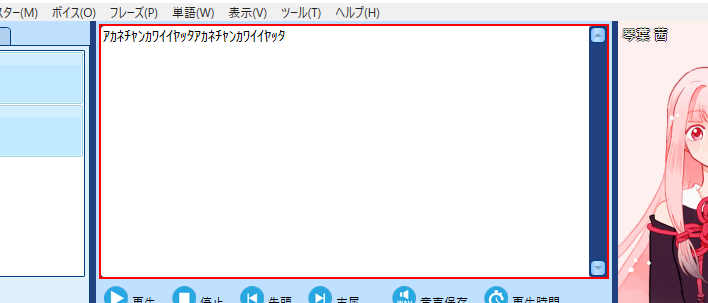 スター(M) ボイス(O) フレーズ(P) 単語(W) 表示(V) ツール(T) ヘルプ(H)
ｱｶﾈﾁｬﾝｶﾜｲｲﾔｯﾀｱｶﾈﾁｬﾝｶﾜｲｲﾔｯﾀ
琴葉 茜
再生 停止 先頭 末尾 音声保存 再生時間